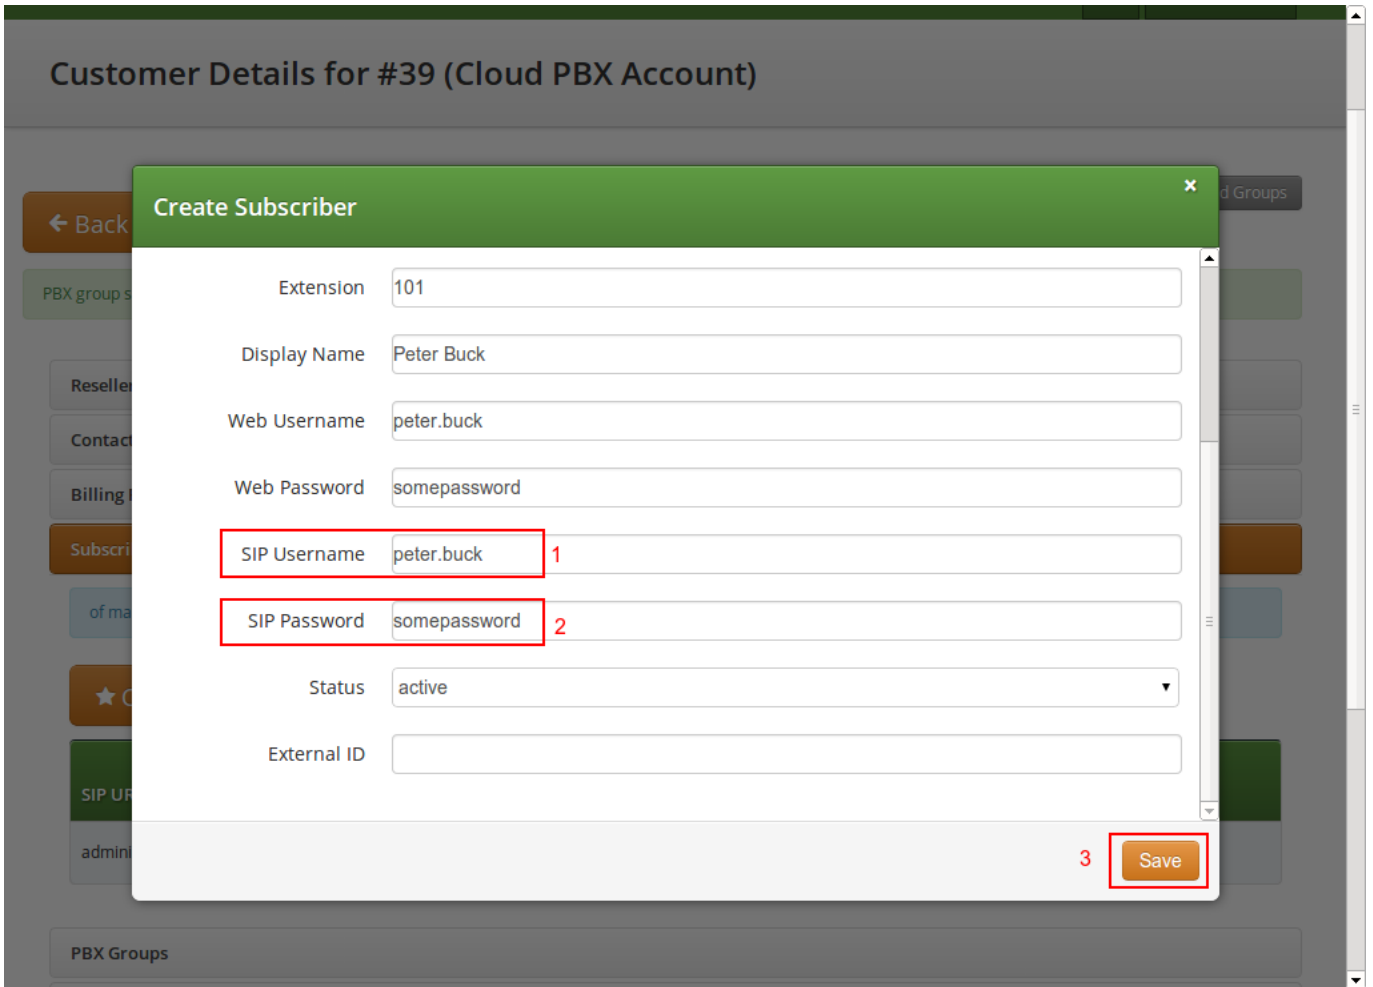 Customer Details for #39 (Cloud PBX Account)
Back
d Groups
Create Subscriber
×
PBX group s
Extension 101
Display Name Peter Buck
Reseller
Web Username peter.buck
Contact
Web Password somepassword
Billing
SIP Username peter.buck 1
Subscri
of ma
SIP Password somepassword 2
Status active
External ID
SIP UR
admini
3 Save
PBX Groups